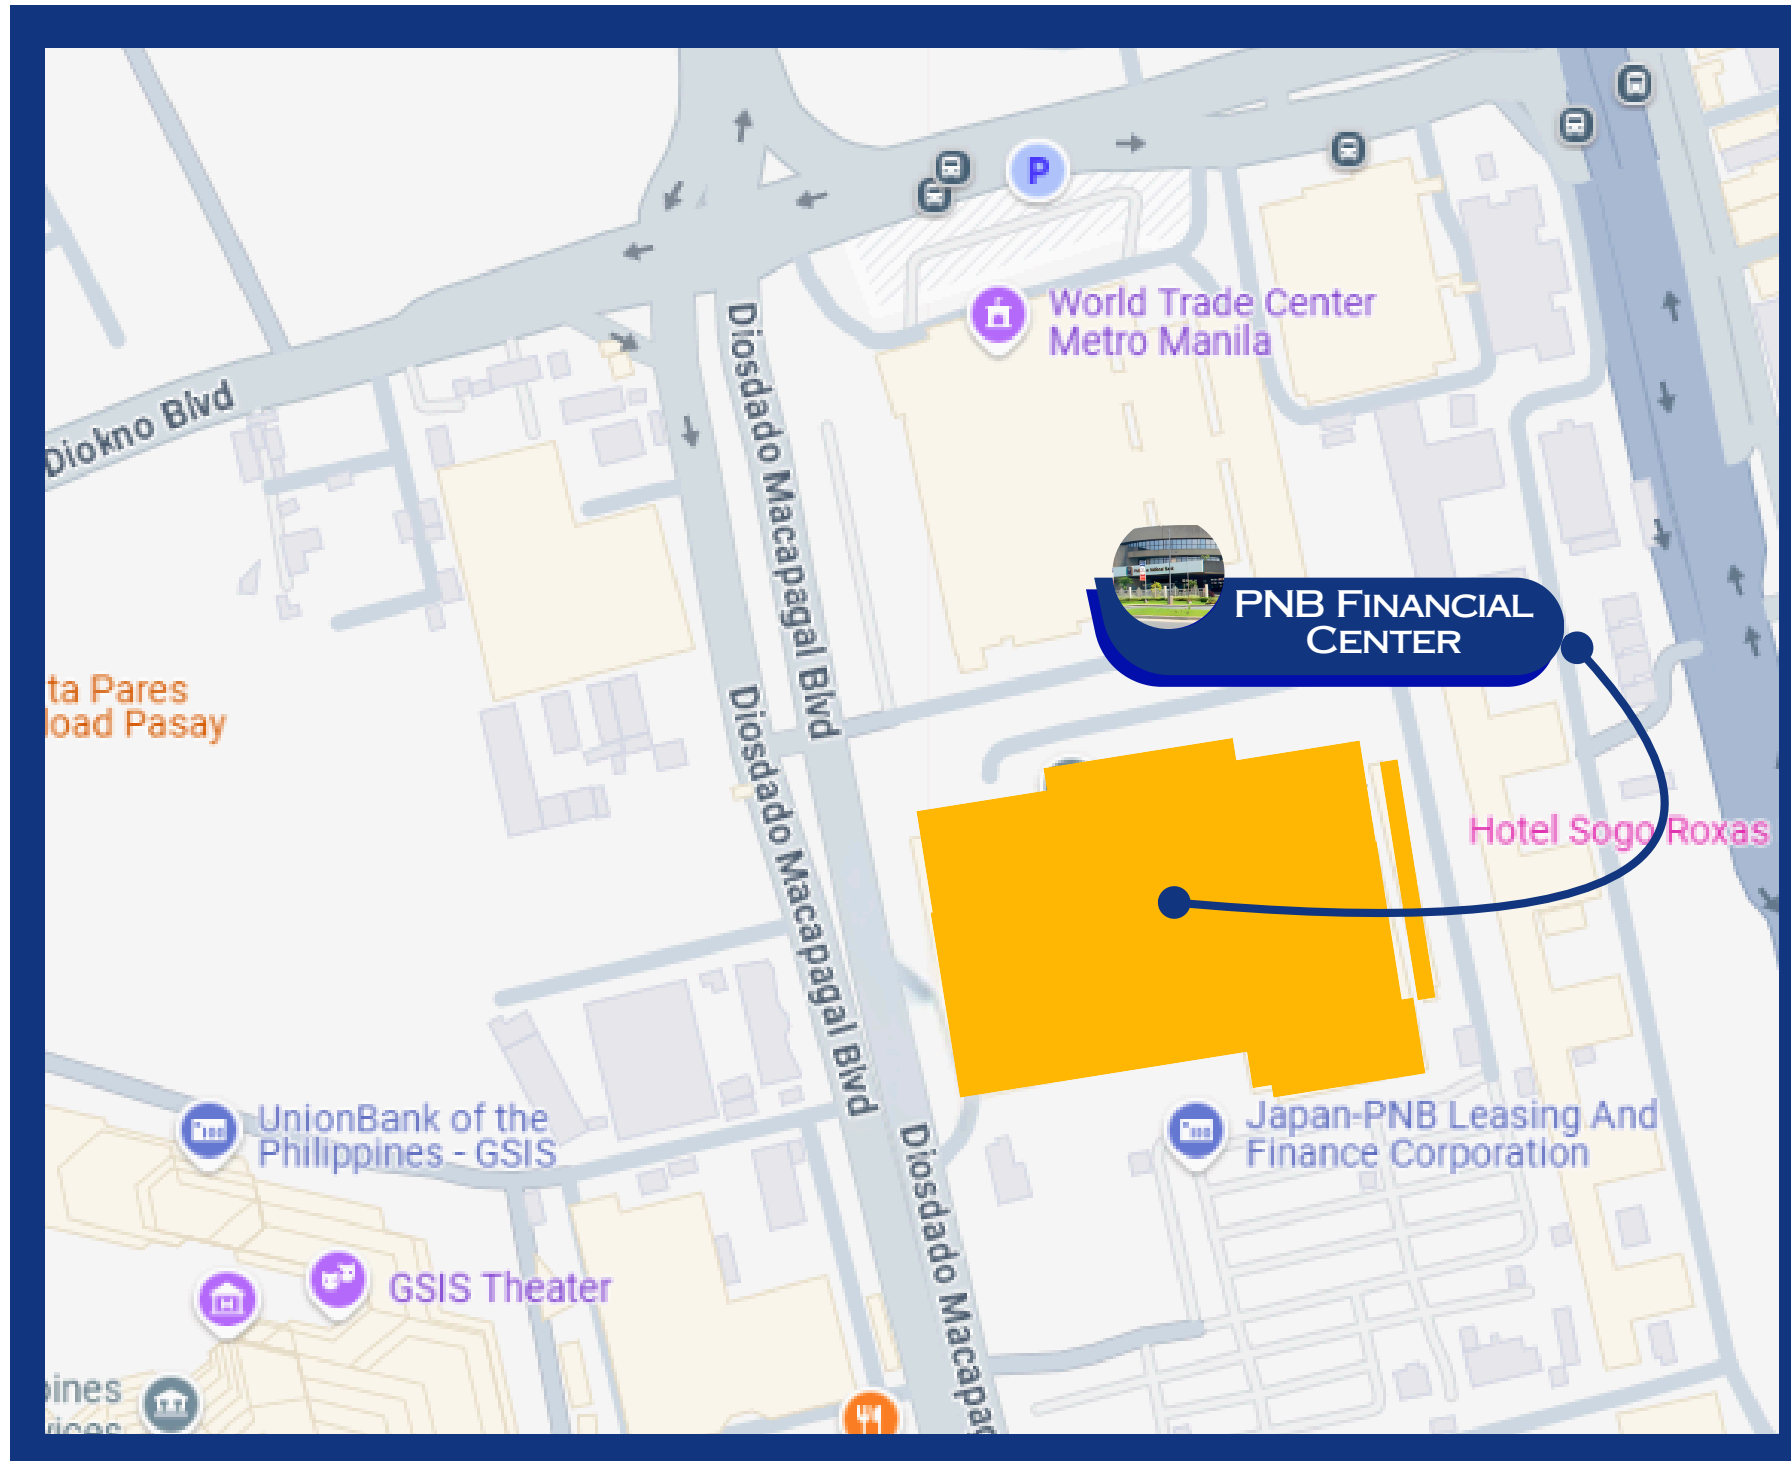 P
World Trade Center
Metro Manila
Diosdado Macapagal Blvd
Diokno Blvd
PNB FINANCIAL
CENTER
ta Pares
load Pasay
Diosdado Macapagal Blvd
Hotel Sogo Roxas
UnionBank of the
Philippines - GSIS
Japan-PNB Leasing And
Finance Corporation
Diosdado Macapag
GSIS Theater
pines
vices